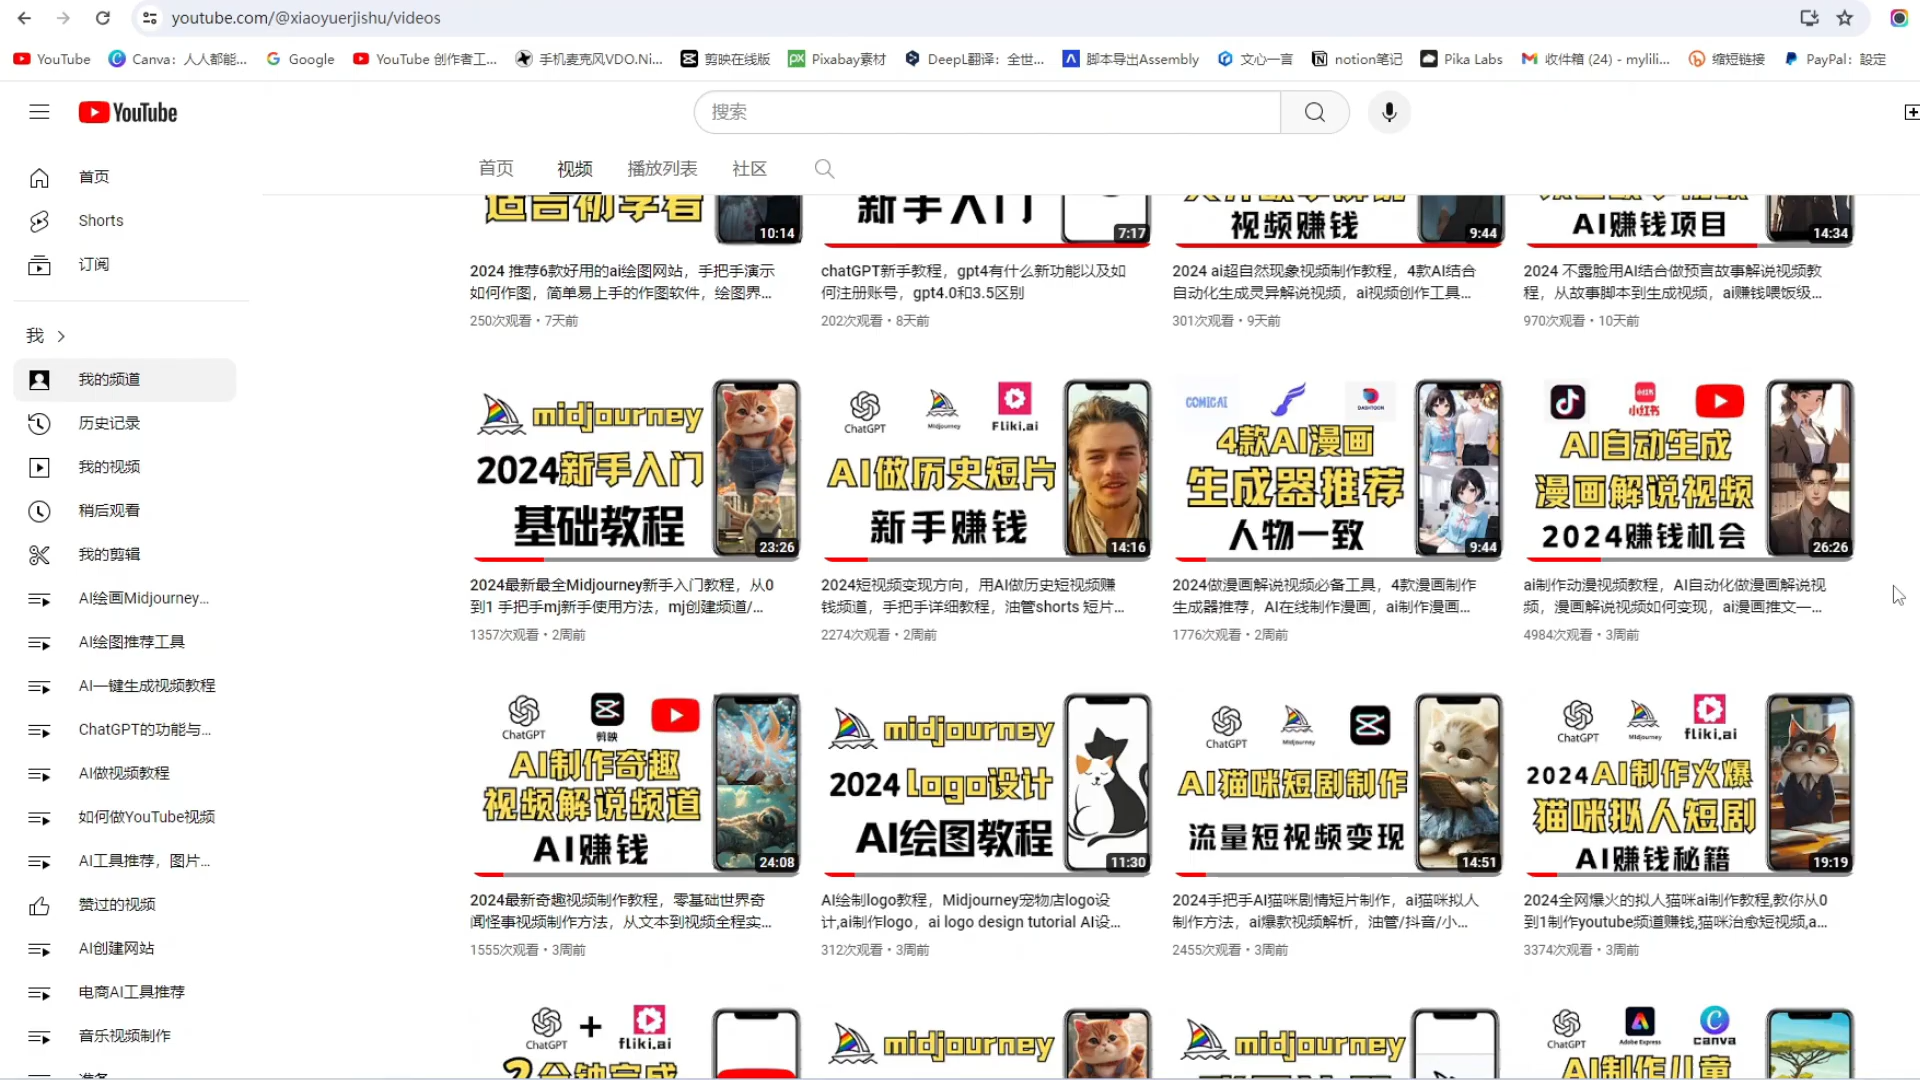 youtube.com/@xiaoyuerjishu/videos
YouTube
Canva：人人都能...
Google
YouTube 创作者工...
手机麦克风VDO.Ni...
剪映在线版
Pixabay素材
DeepL翻译：全世...
脚本导出Assembly
文心一言
notion笔记
Pika Labs
收件箱 (24) - mylili...
缩短链接
PayPal：設定
YouTube
搜索
首页
视频
播放列表
社区
首页
Shorts
订阅
我
我的频道
历史记录
我的视频
稍后观看
我的剪辑
AI绘画Midjourney...
AI绘图推荐工具
AI一键生成视频教程
ChatGPT的功能与...
AI做视频教程
如何做YouTube视频
AI工具推荐，图片...
赞过的视频
AI创建网站
电商AI工具推荐
音乐视频制作
适合初学者
10:14
新手入门
7:17
视频赚钱
9:44
AI赚钱项目
14:34
2024 推荐6款好用的ai绘图网站，手把手演示
如何作图，简单易上手的作图软件，绘图界...
250次观看・7天前
chatGPT新手教程，gpt4有什么新功能以及如
何注册账号，gpt4.0和3.5区别
202次观看・8天前
2024 ai超自然现象视频制作教程，4款AI结合
自动化生成灵异解说视频，ai视频创作工具...
301次观看・9天前
2024 不露脸用AI结合做预言故事解说视频教
程，从故事脚本到生成视频，ai赚钱喂饭级...
970次观看・10天前
midjourney
2024新手入门
基础教程
23:26
ChatGPT
Midjourney
Fliki.ai
AI做历史短片
新手赚钱
14:16
COMICAI
DASHTOON
4款AI漫画
生成器推荐
人物一致
9:44
小红书
AI自动生成
漫画解说视频
2024赚钱机会
26:26
2024最新最全Midjourney新手入门教程，从0
到1 手把手mj新手使用方法，mj创建频道/...
1357次观看・2周前
2024短视频变现方向，用AI做历史短视频赚
钱频道，手把手详细教程，油管shorts 短片...
2274次观看・2周前
2024做漫画解说视频必备工具，4款漫画制作
生成器推荐，AI在线制作漫画，ai制作漫画...
1776次观看・2周前
ai制作动漫视频教程，AI自动化做漫画解说视
频，漫画解说视频如何变现，ai漫画推文一...
4984次观看・3周前
ChatGPT
剪映
AI制作奇趣
视频解说频道
AI赚钱
24:08
midjourney
2024 logo设计
AI绘图教程
11:30
ChatGPT
Midjourney
AI猫咪短剧制作
流量短视频变现
14:51
ChatGPT
Midjourney
fliki.ai
2024AI制作火爆
猫咪拟人短剧
AI赚钱秘籍
19:19
2024最新奇趣视频制作教程，零基础世界奇
闻怪事视频制作方法，从文本到视频全程实...
1555次观看・3周前
AI绘制logo教程，Midjourney宠物店logo设
计,ai制作logo，ai logo design tutorial AI设...
312次观看・3周前
2024手把手AI猫咪剧情短片制作，ai猫咪拟人
制作方法，ai爆款视频解析，油管/抖音/小...
2455次观看・3周前
2024全网爆火的拟人猫咪ai制作教程,教你从0
到1制作youtube频道赚钱,猫咪治愈短视频,a...
3374次观看・3周前
ChatGPT
+
fliki.ai
2分钟完成
midjourney
midjourney
ChatGPT
Adobe Express
Canva
AI制作儿童